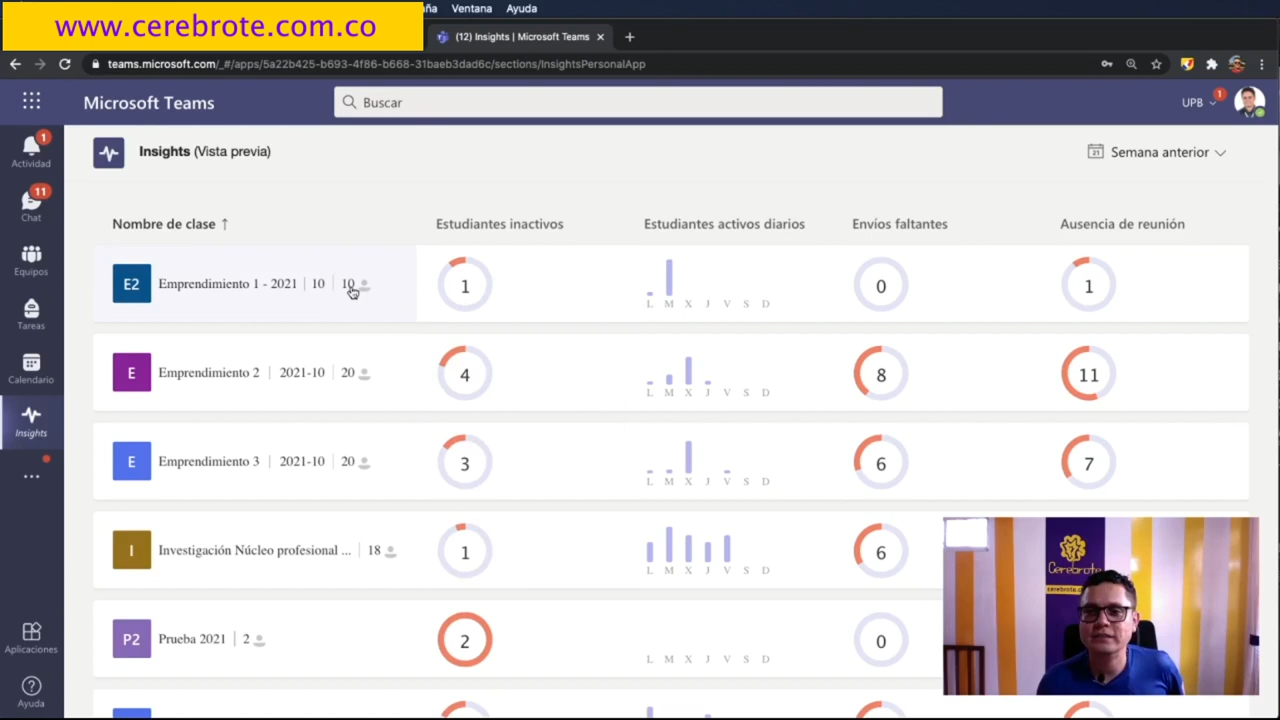 www.cerebrote.com.co
Ventana Ayuda
(12) Insights | Microsoft Teams
teams.microsoft.com/_#/apps/5a22b425-b693-4f86-b668-31baeb3dad6c/sections/InsightsPersonalApp
Microsoft Teams
Buscar
UPB
1
1
Actividad
11
Chat
Equipos
Tareas
Calendario
Insights
Aplicaciones
Ayuda
Insights (Vista previa)
21 Semana anterior
Nombre de clase ↑ Estudiantes inactivos Estudiantes activos diarios Envíos faltantes Ausencia de reunión
E2 Emprendimiento 1 - 2021 | 10 | 10 1 0 1
L M X J V S D
E Emprendimiento 2 | 2021-10 | 20 4 8 11
L M X J V S D
E Emprendimiento 3 | 2021-10 | 20 3 6 7
L M X J V S D
I Investigación Núcleo profesional ... | 18 1 6
L M X J V S D
P2 Prueba 2021 | 2 2 0
L M X J V S D
Cerebrote